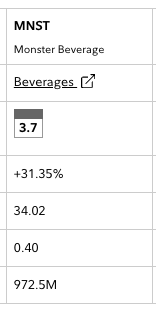 MNST
Monster Beverage
Beverages
3.7
+31.35%
34.02
0.40
972.5M